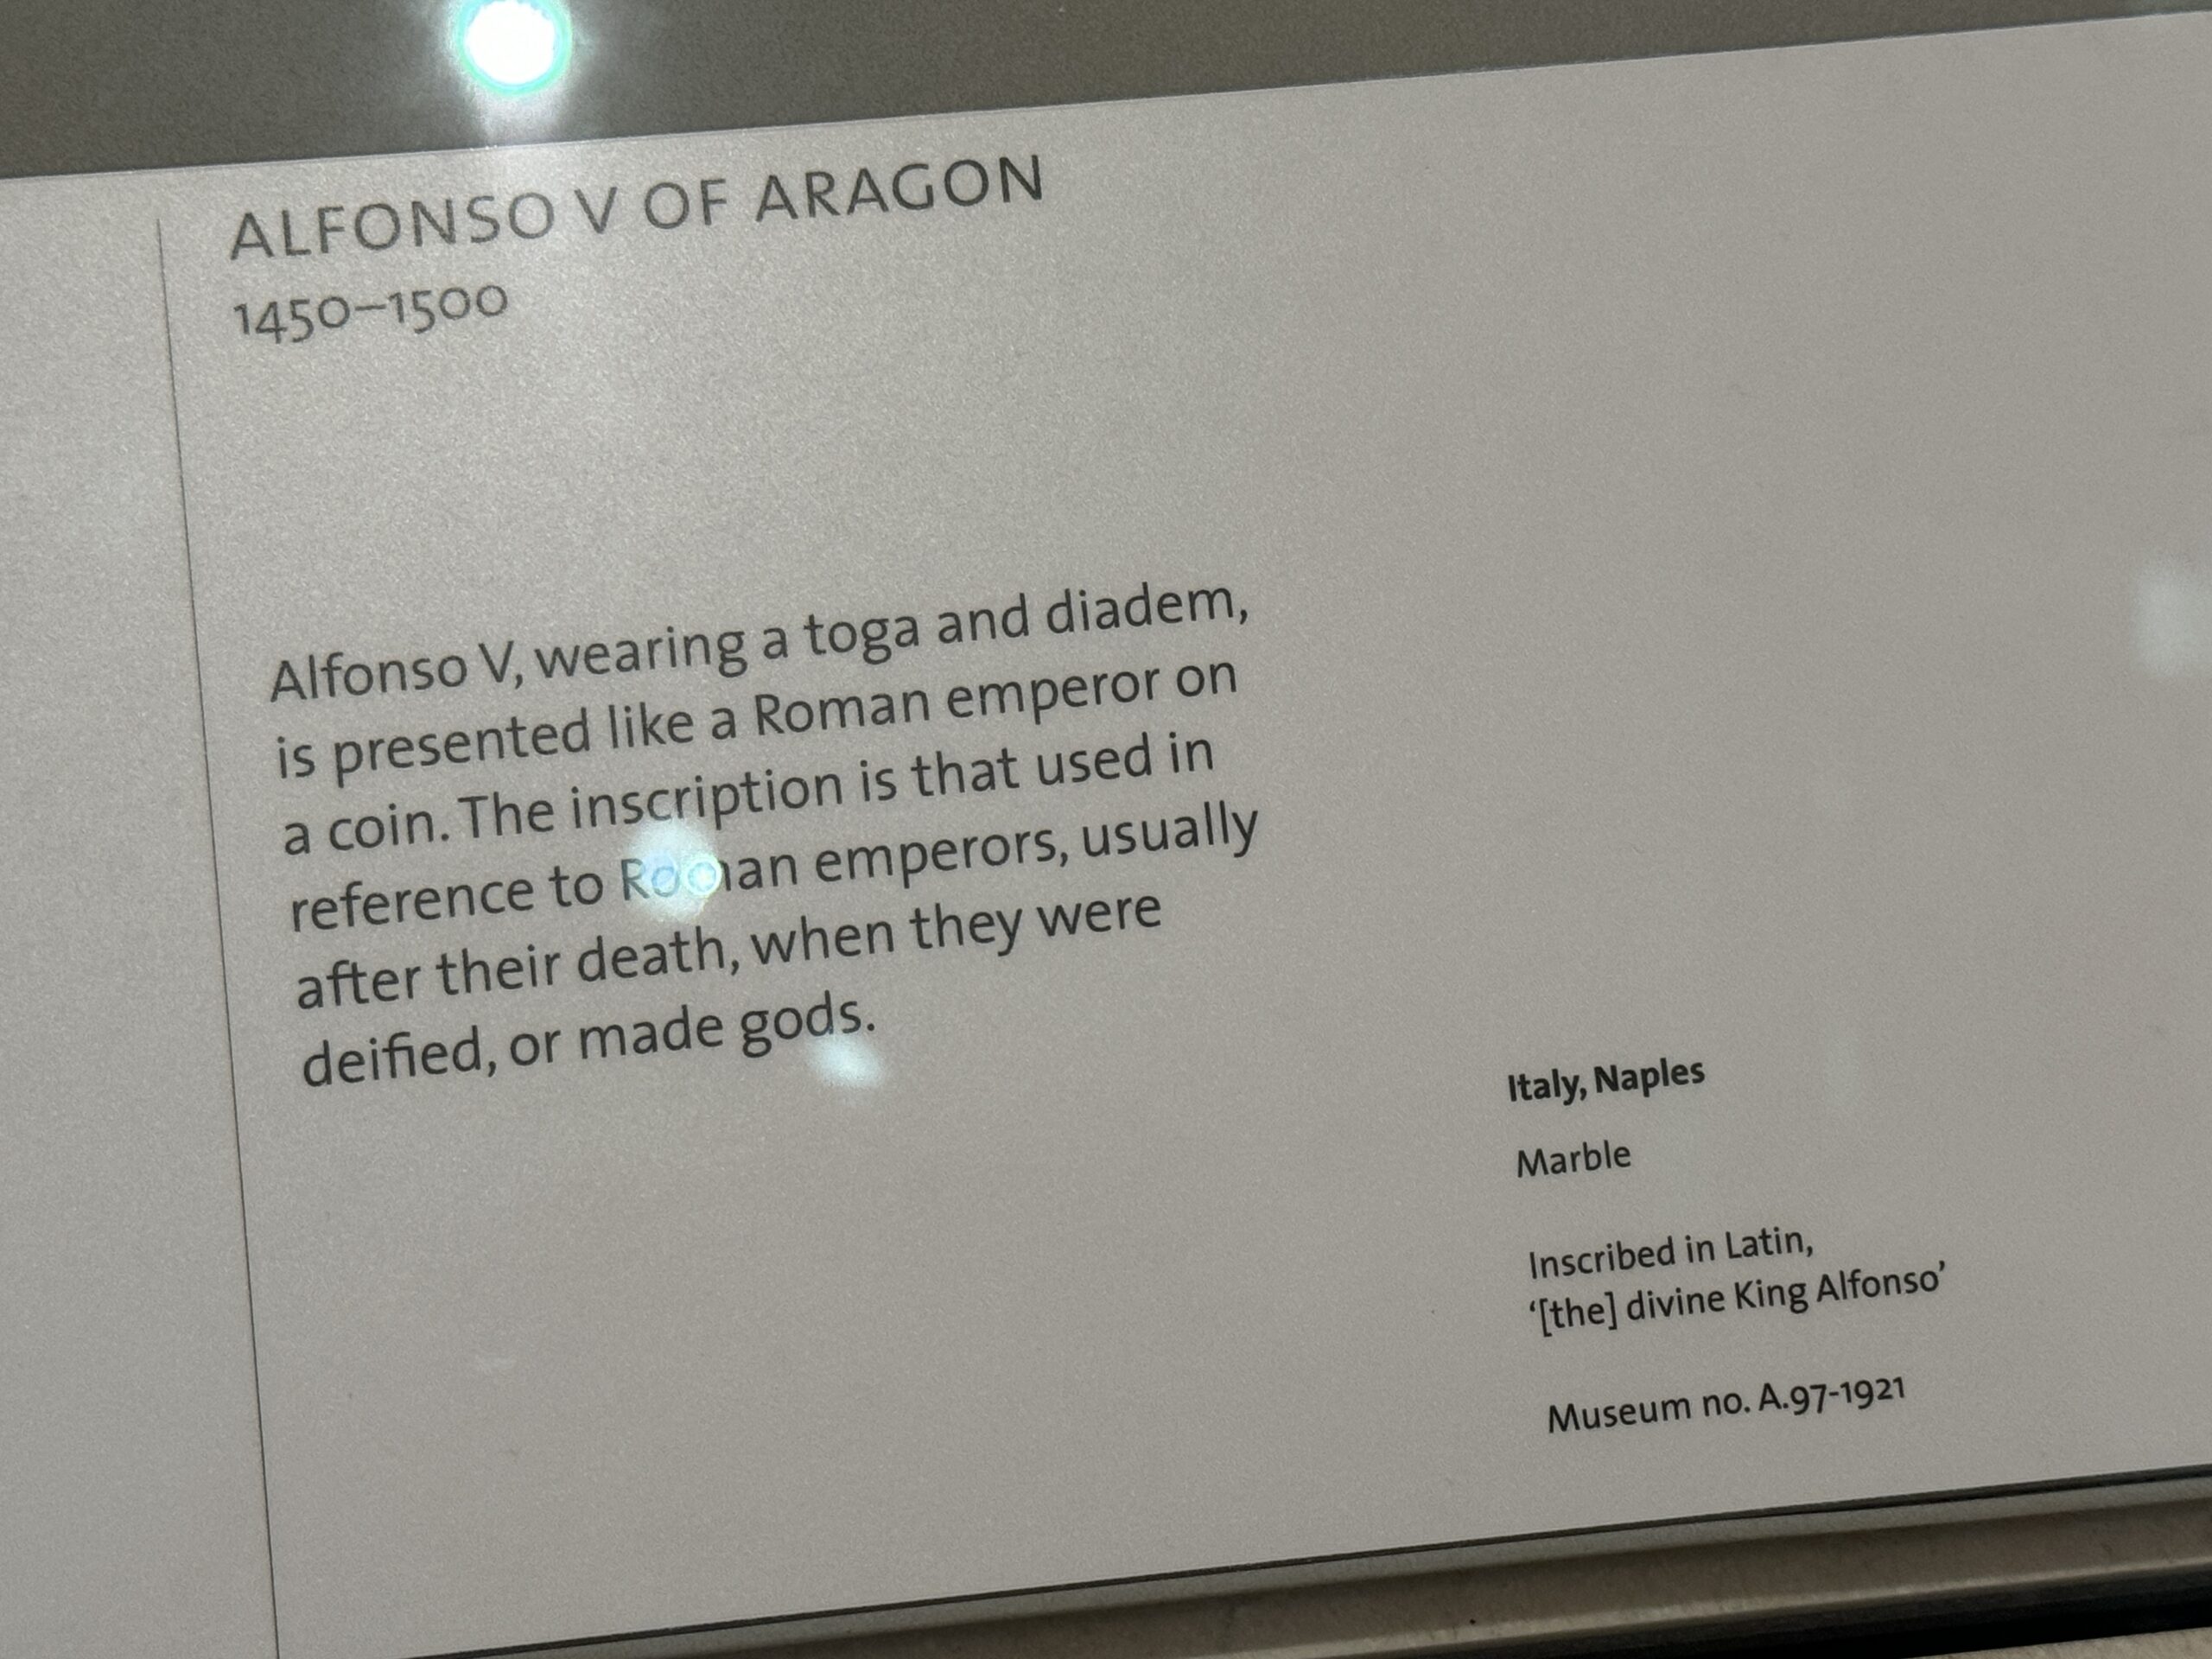 ALFONSO V OF ARAGON
1450–1500
Alfonso V, wearing a toga and diadem,
is presented like a Roman emperor on
a coin. The inscription is that used in
reference to Roman emperors, usually
after their death, when they were
deified, or made gods.
Italy, Naples
Marble
Inscribed in Latin,
‘[the] divine King Alfonso’
Museum no. A.97-1921